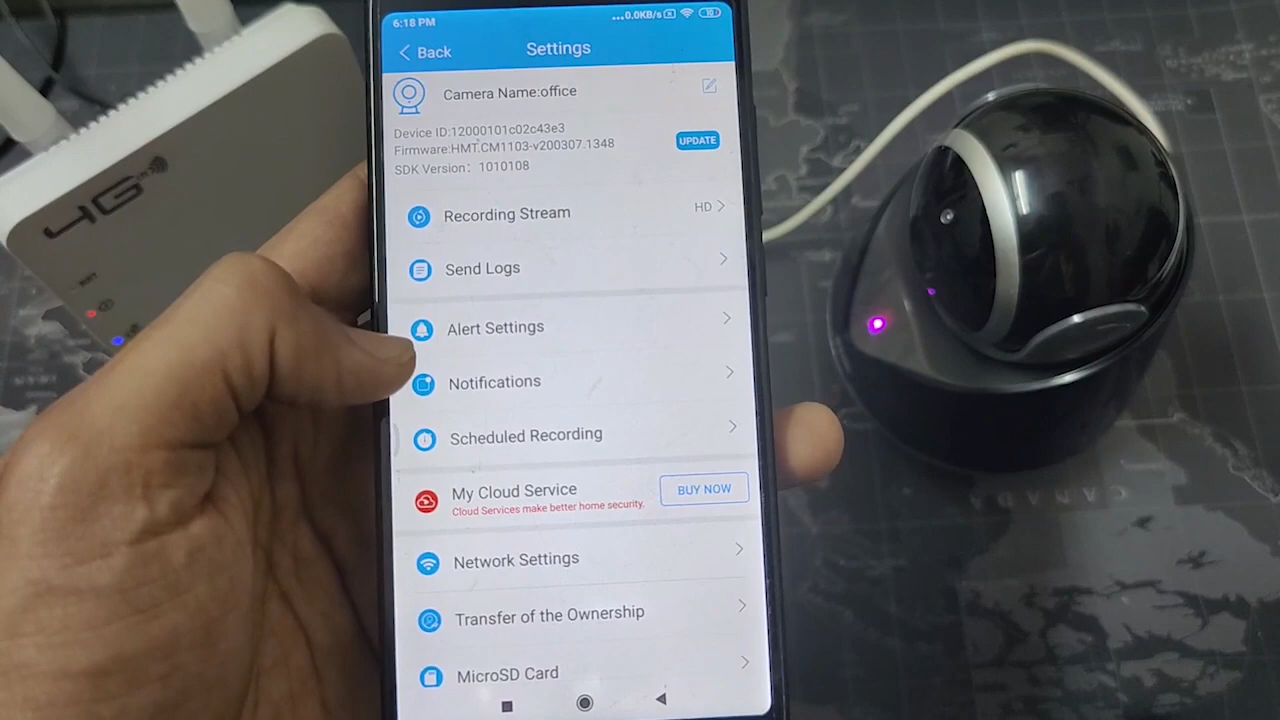 6:18 PM
...0.0KB/s
10
Back
Settings
Camera Name:office
Device ID:12000101c02c43e3
Firmware:HMT.CM1103-v200307.1348
SDK Version: 1010108
UPDATE
Recording Stream
HD
Send Logs
Alert Settings
Notifications
Scheduled Recording
My Cloud Service
Cloud Services make better home security.
BUY NOW
Network Settings
Transfer of the Ownership
MicroSD Card
4G
CANADA